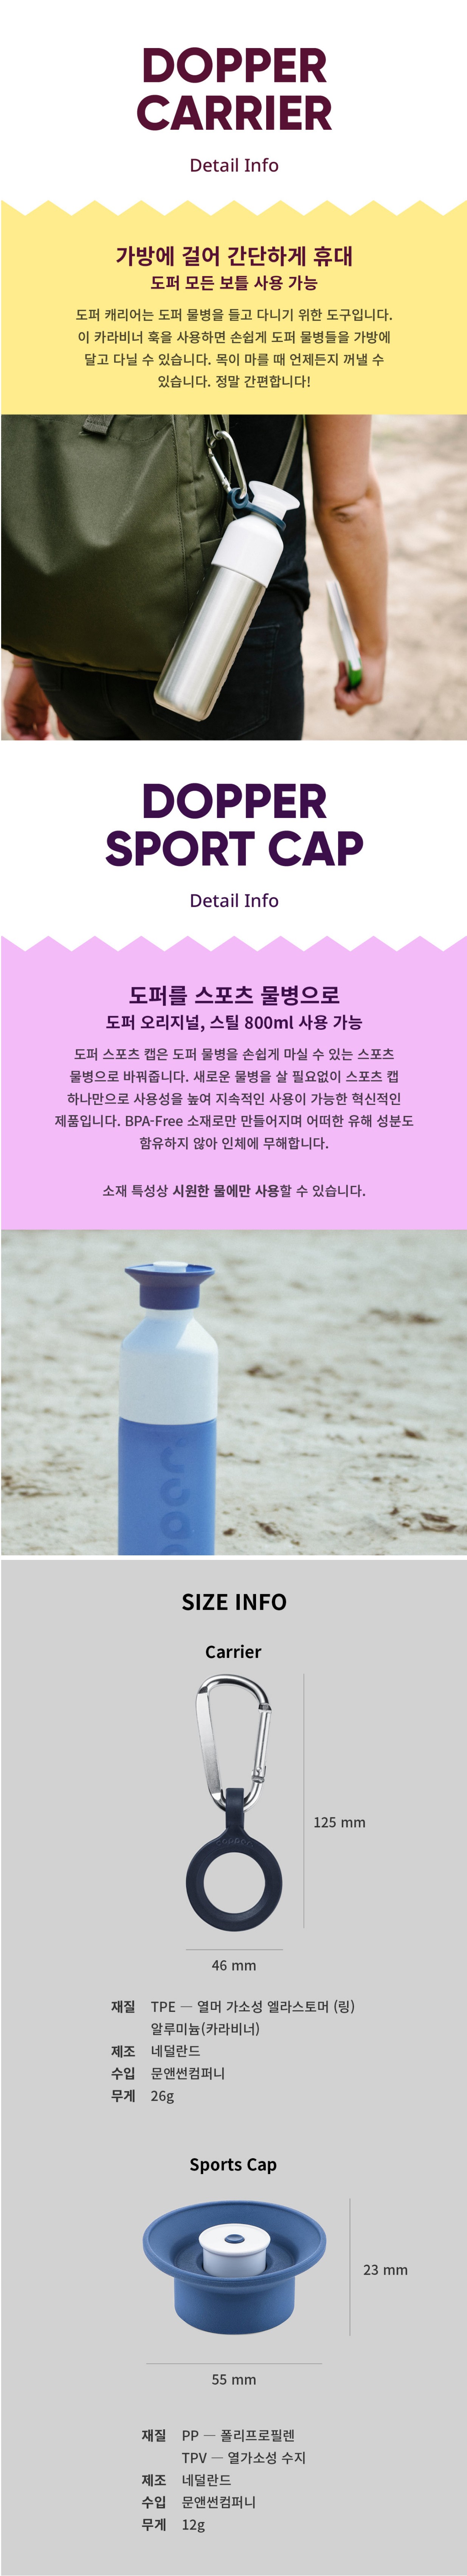 DOPPER
CARRIER
Detail Info
가방에 걸어 간단하게 휴대
도퍼 모든 보틀 사용 가능
도퍼 캐리어는 도퍼 물병을 들고 다니기 위한 도구입니다.
이 카라비너 훅을 사용하면 손쉽게 도퍼 물병들을 가방에
달고 다닐 수 있습니다. 목이 마를 때 언제든지 꺼낼 수
있습니다. 정말 간편합니다!
DOPPER
SPORT CAP
Detail Info
도퍼를 스포츠 물병으로
도퍼 오리지널, 스틸 800ml 사용 가능
도퍼 스포츠 캡은 도퍼 물병을 손쉽게 마실 수 있는 스포츠
물병으로 바꿔줍니다. 새로운 물병을 살 필요없이 스포츠 캡
하나만으로 사용성을 높여 지속적인 사용이 가능한 혁신적인
제품입니다. BPA-Free 소재로만 만들어지며 어떠한 유해 성분도
함유하지 않아 인체에 무해합니다.
소재 특성상 시원한 물에만 사용할 수 있습니다.
SIZE INFO
Carrier
125 mm
46 mm
재질 TPE — 열머 가소성 엘라스토머 (링)
알루미늄(카라비너)
제조 네덜란드
수입 문앤썬컴퍼니
무게 26g
Sports Cap
23 mm
55 mm
재질 PP — 폴리프로필렌
TPV — 열가소성 수지
제조 네덜란드
수입 문앤썬컴퍼니
무게 12g